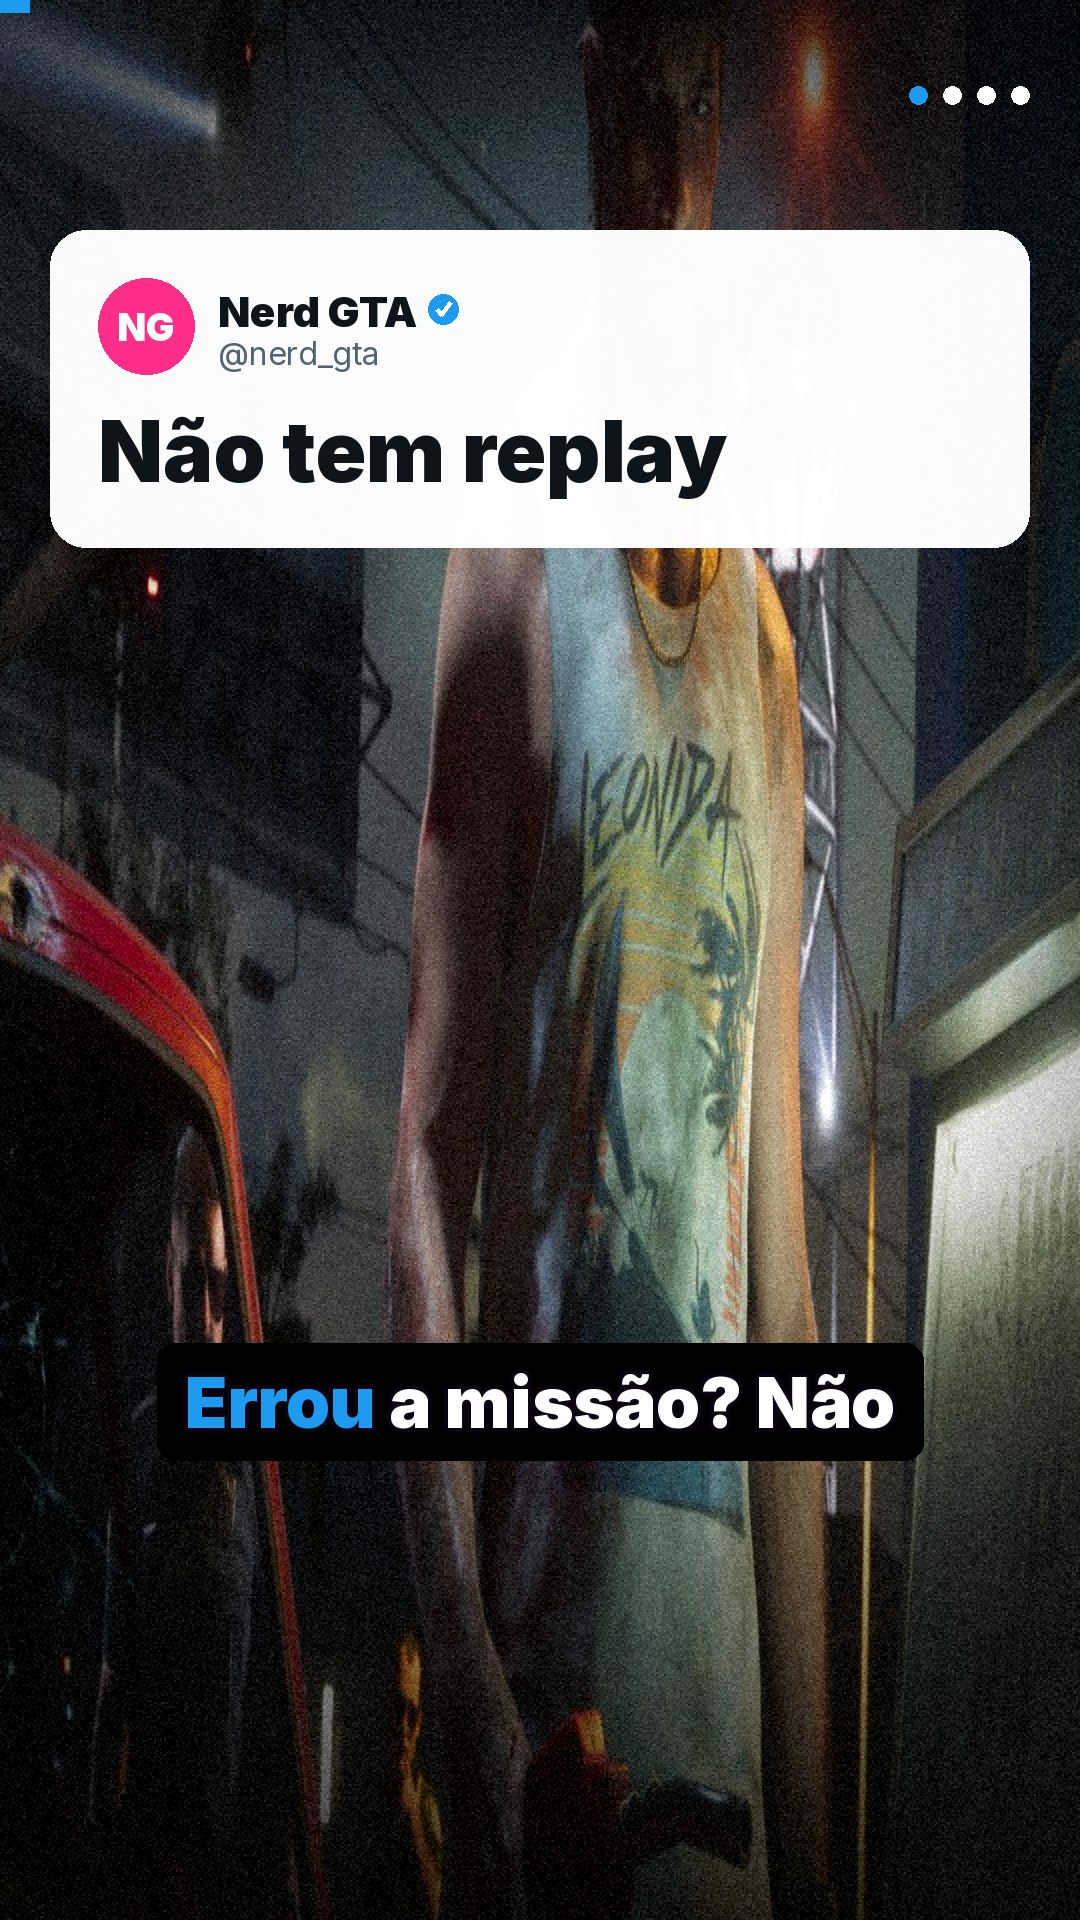 NG
Nerd GTA
@nerd_gta
Não tem replay
LEONIDA
Errou a missão? Não